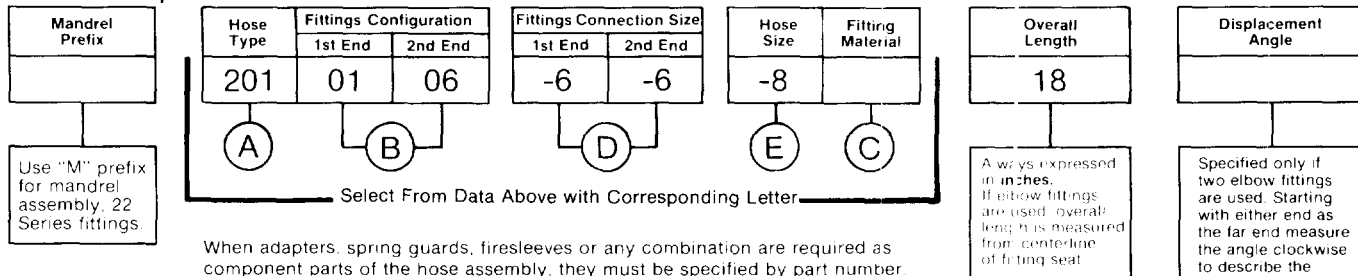 Mandrel
Prefix
Hose
Type
Fittings Configuration
1st End 2nd End
Fittings Connection Size
1st End 2nd End
Hose
Size
Fitting
Material
Overall
Length
Displacement
Angle
201 01 06 -6 -6 -8 18
A B D E C
Select From Data Above with Corresponding Letter
Use "M" prefix
for mandrel
assembly, 22
Series fittings.
When adapters, spring guards, firesleeves or any combination are required as
component parts of the hose assembly, they must be specified by part number.
A ways expressed
in inches.
If elbow fittings
are used, overall
length is measured
from centerline
of fitting seat
Specified only if
two elbow fittings
are used. Starting
with either end as
the far end measure
the angle clockwise
to describe the